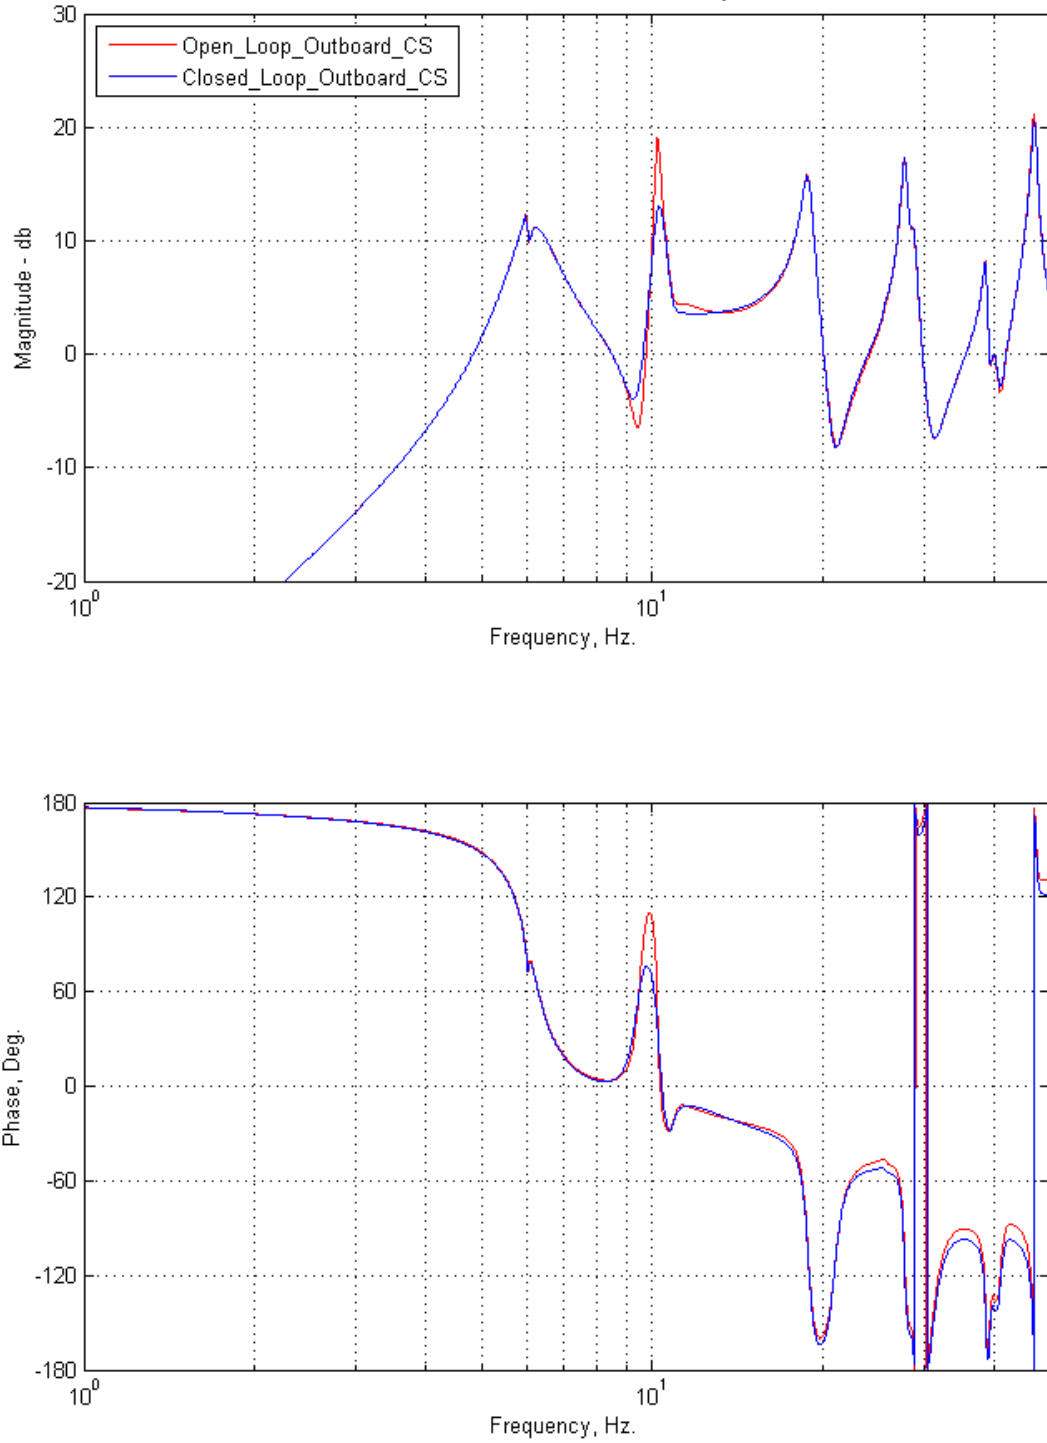 30
Open_Loop_Outboard_CS
Closed_Loop_Outboard_CS
20
10
0
-10
-20
Magnitude - db
10^0
10^1
Frequency, Hz.
180
120
60
0
-60
-120
-180
Phase, Deg.
10^0
10^1
Frequency, Hz.